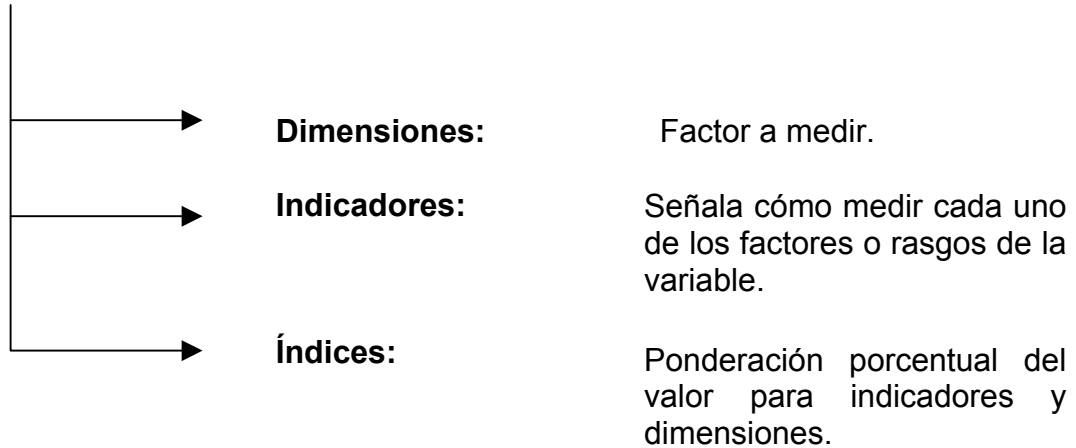 Dimensiones: Factor a medir.
Indicadores: Señala cómo medir cada uno
de los factores o rasgos de la
variable.
Índices: Ponderación porcentual del
valor para indicadores y
dimensiones.